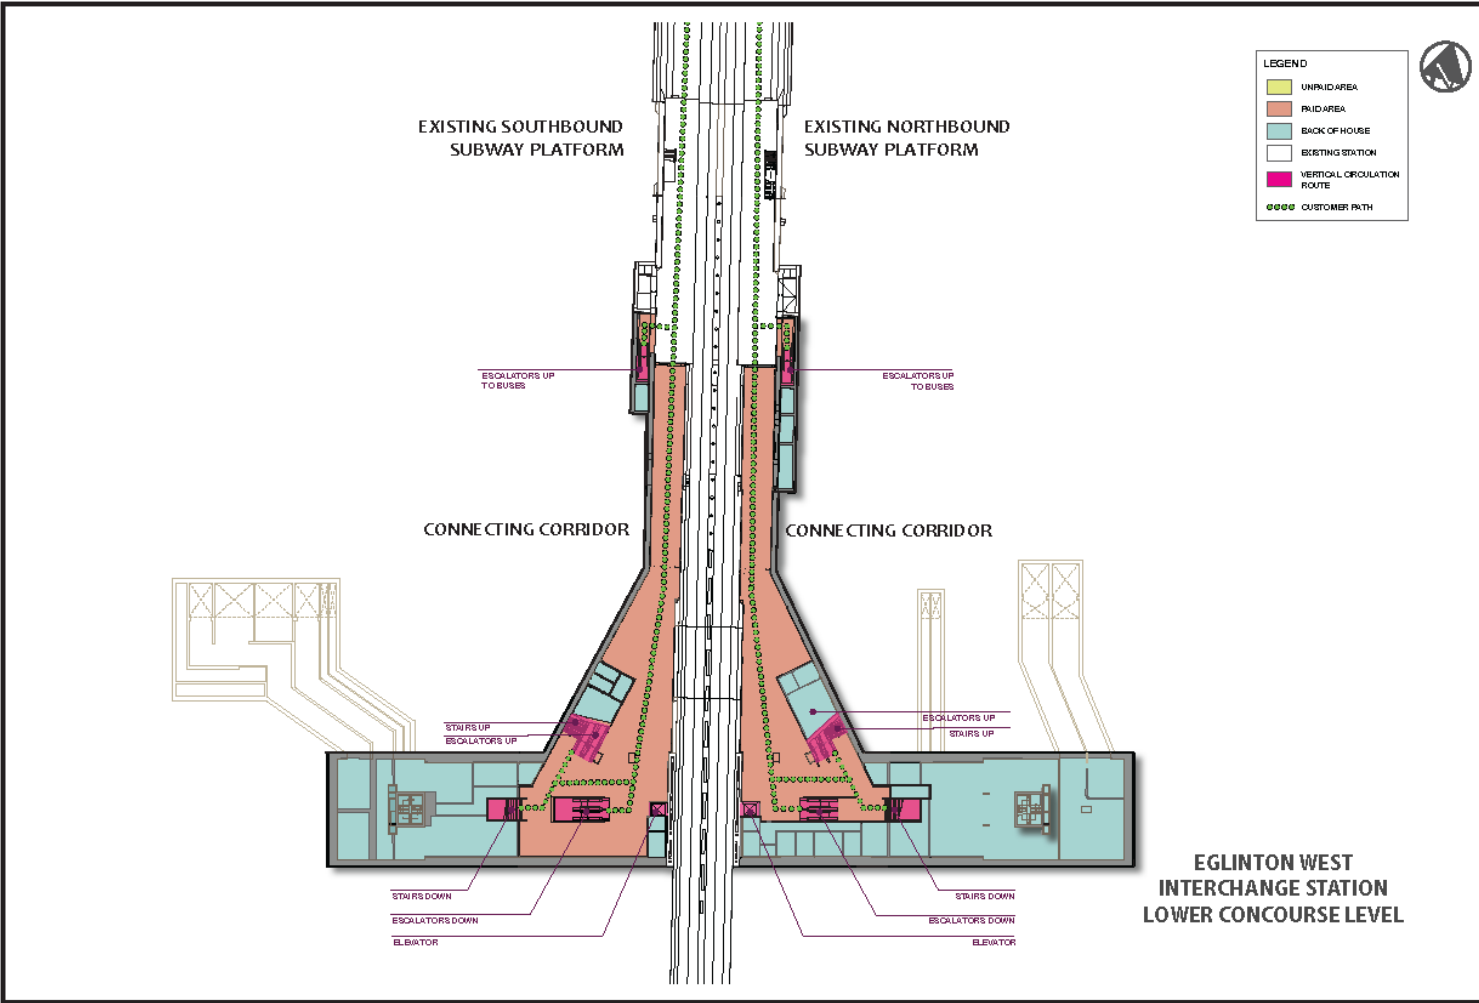 EXISTING SOUTHBOUND
SUBWAY PLATFORM
EXISTING NORTHBOUND
SUBWAY PLATFORM
LEGEND
UNPAID AREA
PAID AREA
BACK OF HOUSE
EXISTING STATION
VERTICAL CIRCULATION
ROUTE
CUSTOMER PATH
ESCALATORS UP
TO BUSES
ESCALATORS UP
TO BUSES
CONNECTING CORRIDOR
CONNECTING CORRIDOR
STAIRS UP
ESCALATORS UP
ESCALATORS UP
STAIRS UP
STAIRS DOWN
ESCALATORS DOWN
ELEVATOR
STAIRS DOWN
ESCALATORS DOWN
ELEVATOR
EGLINTON WEST
INTERCHANGE STATION
LOWER CONCOURSE LEVEL